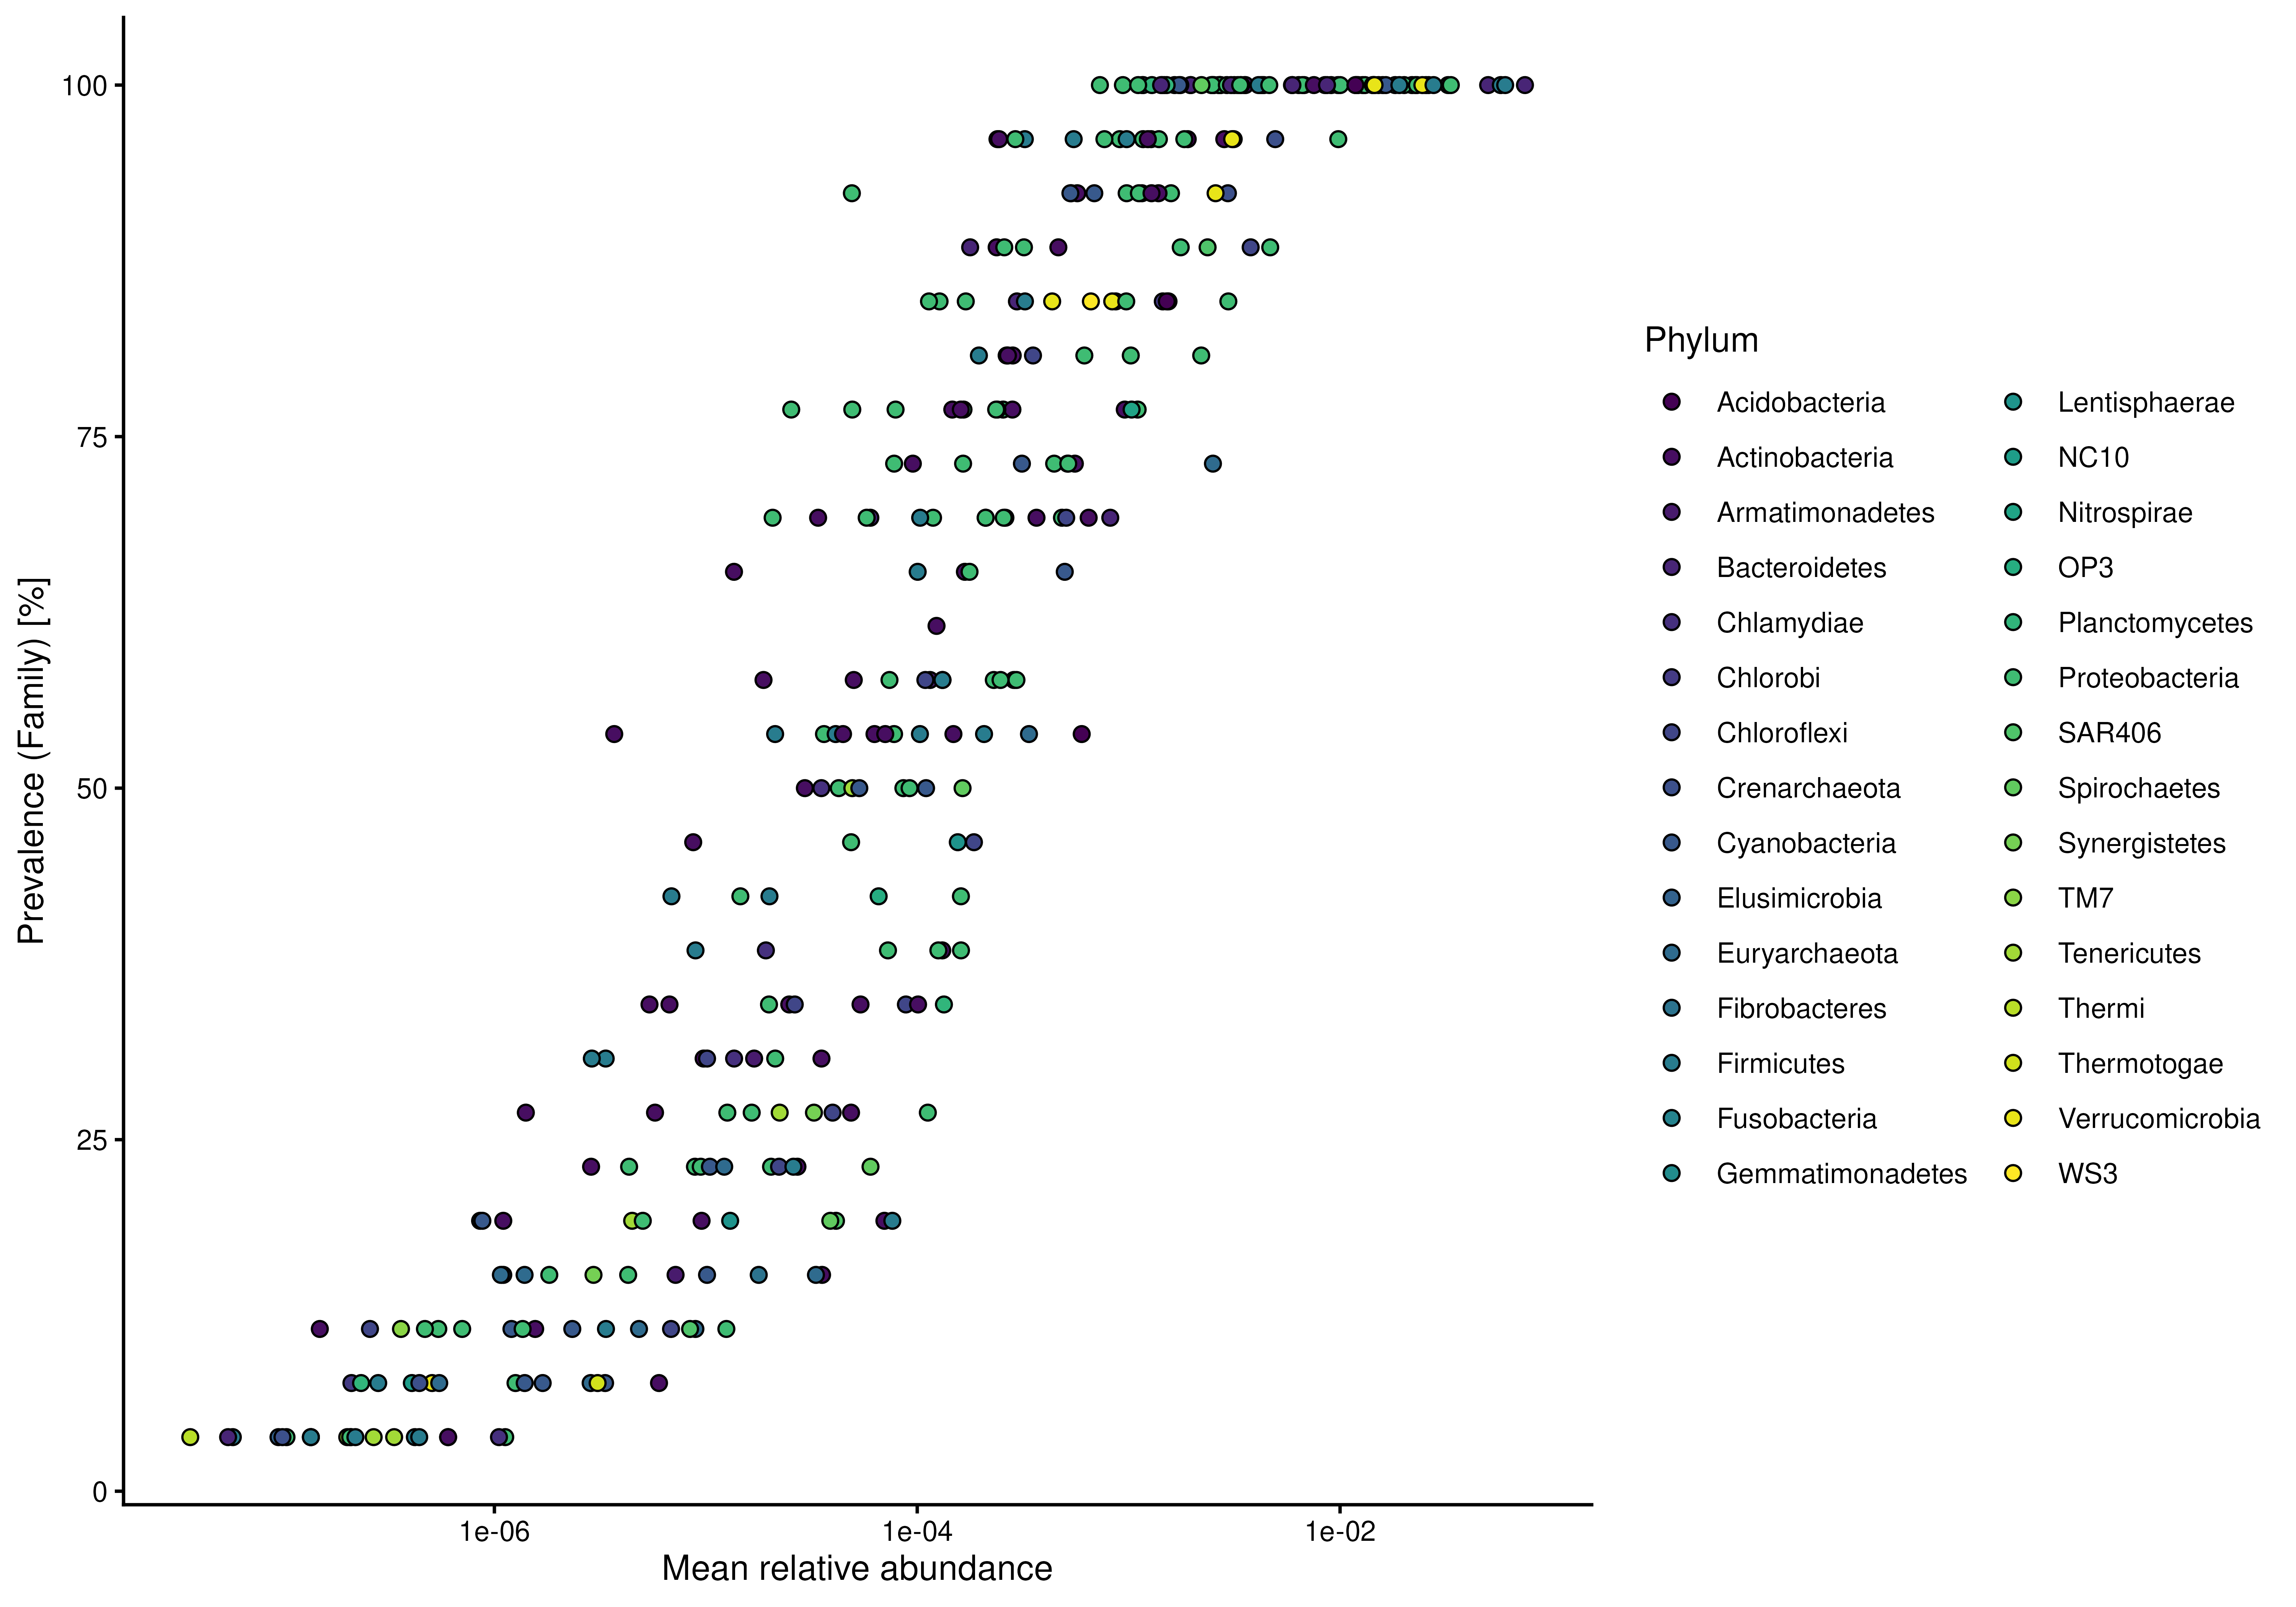 100
75
50
25
0
Prevalence (Family) [%]
1e-06
1e-04
1e-02
Mean relative abundance
Phylum
Acidobacteria
Actinobacteria
Armatimonadetes
Bacteroidetes
Chlamydiae
Chlorobi
Chloroflexi
Crenarchaeota
Cyanobacteria
Elusimicrobia
Euryarchaeota
Fibrobacteres
Firmicutes
Fusobacteria
Gemmatimonadetes
Lentisphaerae
NC10
Nitrospirae
OP3
Planctomycetes
Proteobacteria
SAR406
Spirochaetes
Synergistetes
TM7
Tenericutes
Thermi
Thermotogae
Verrucomicrobia
WS3